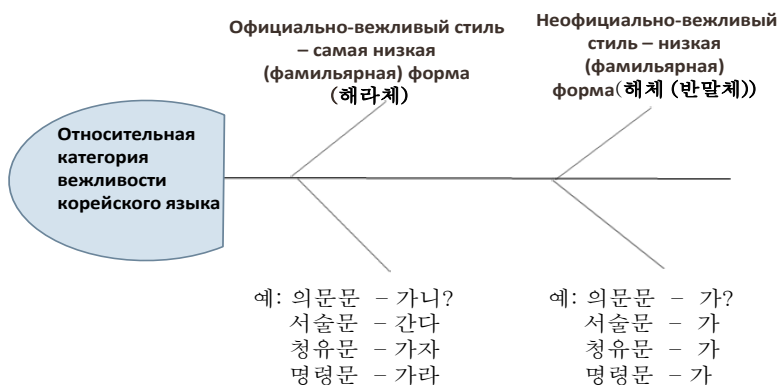 Официально-вежливый стиль
– самая низкая
(фамильярная) форма
(해라체)
Неофициально-вежливый
стиль – низкая
(фамильярная)
форма(해체 (반말체))
Относительная
категория
вежливости
корейского языка
예: 의문문 – 가니?
서술문 – 간다
청유문 – 가자
명령문 – 가라
예: 의문문 – 가?
서술문 – 가
청유문 – 가
명령문 – 가